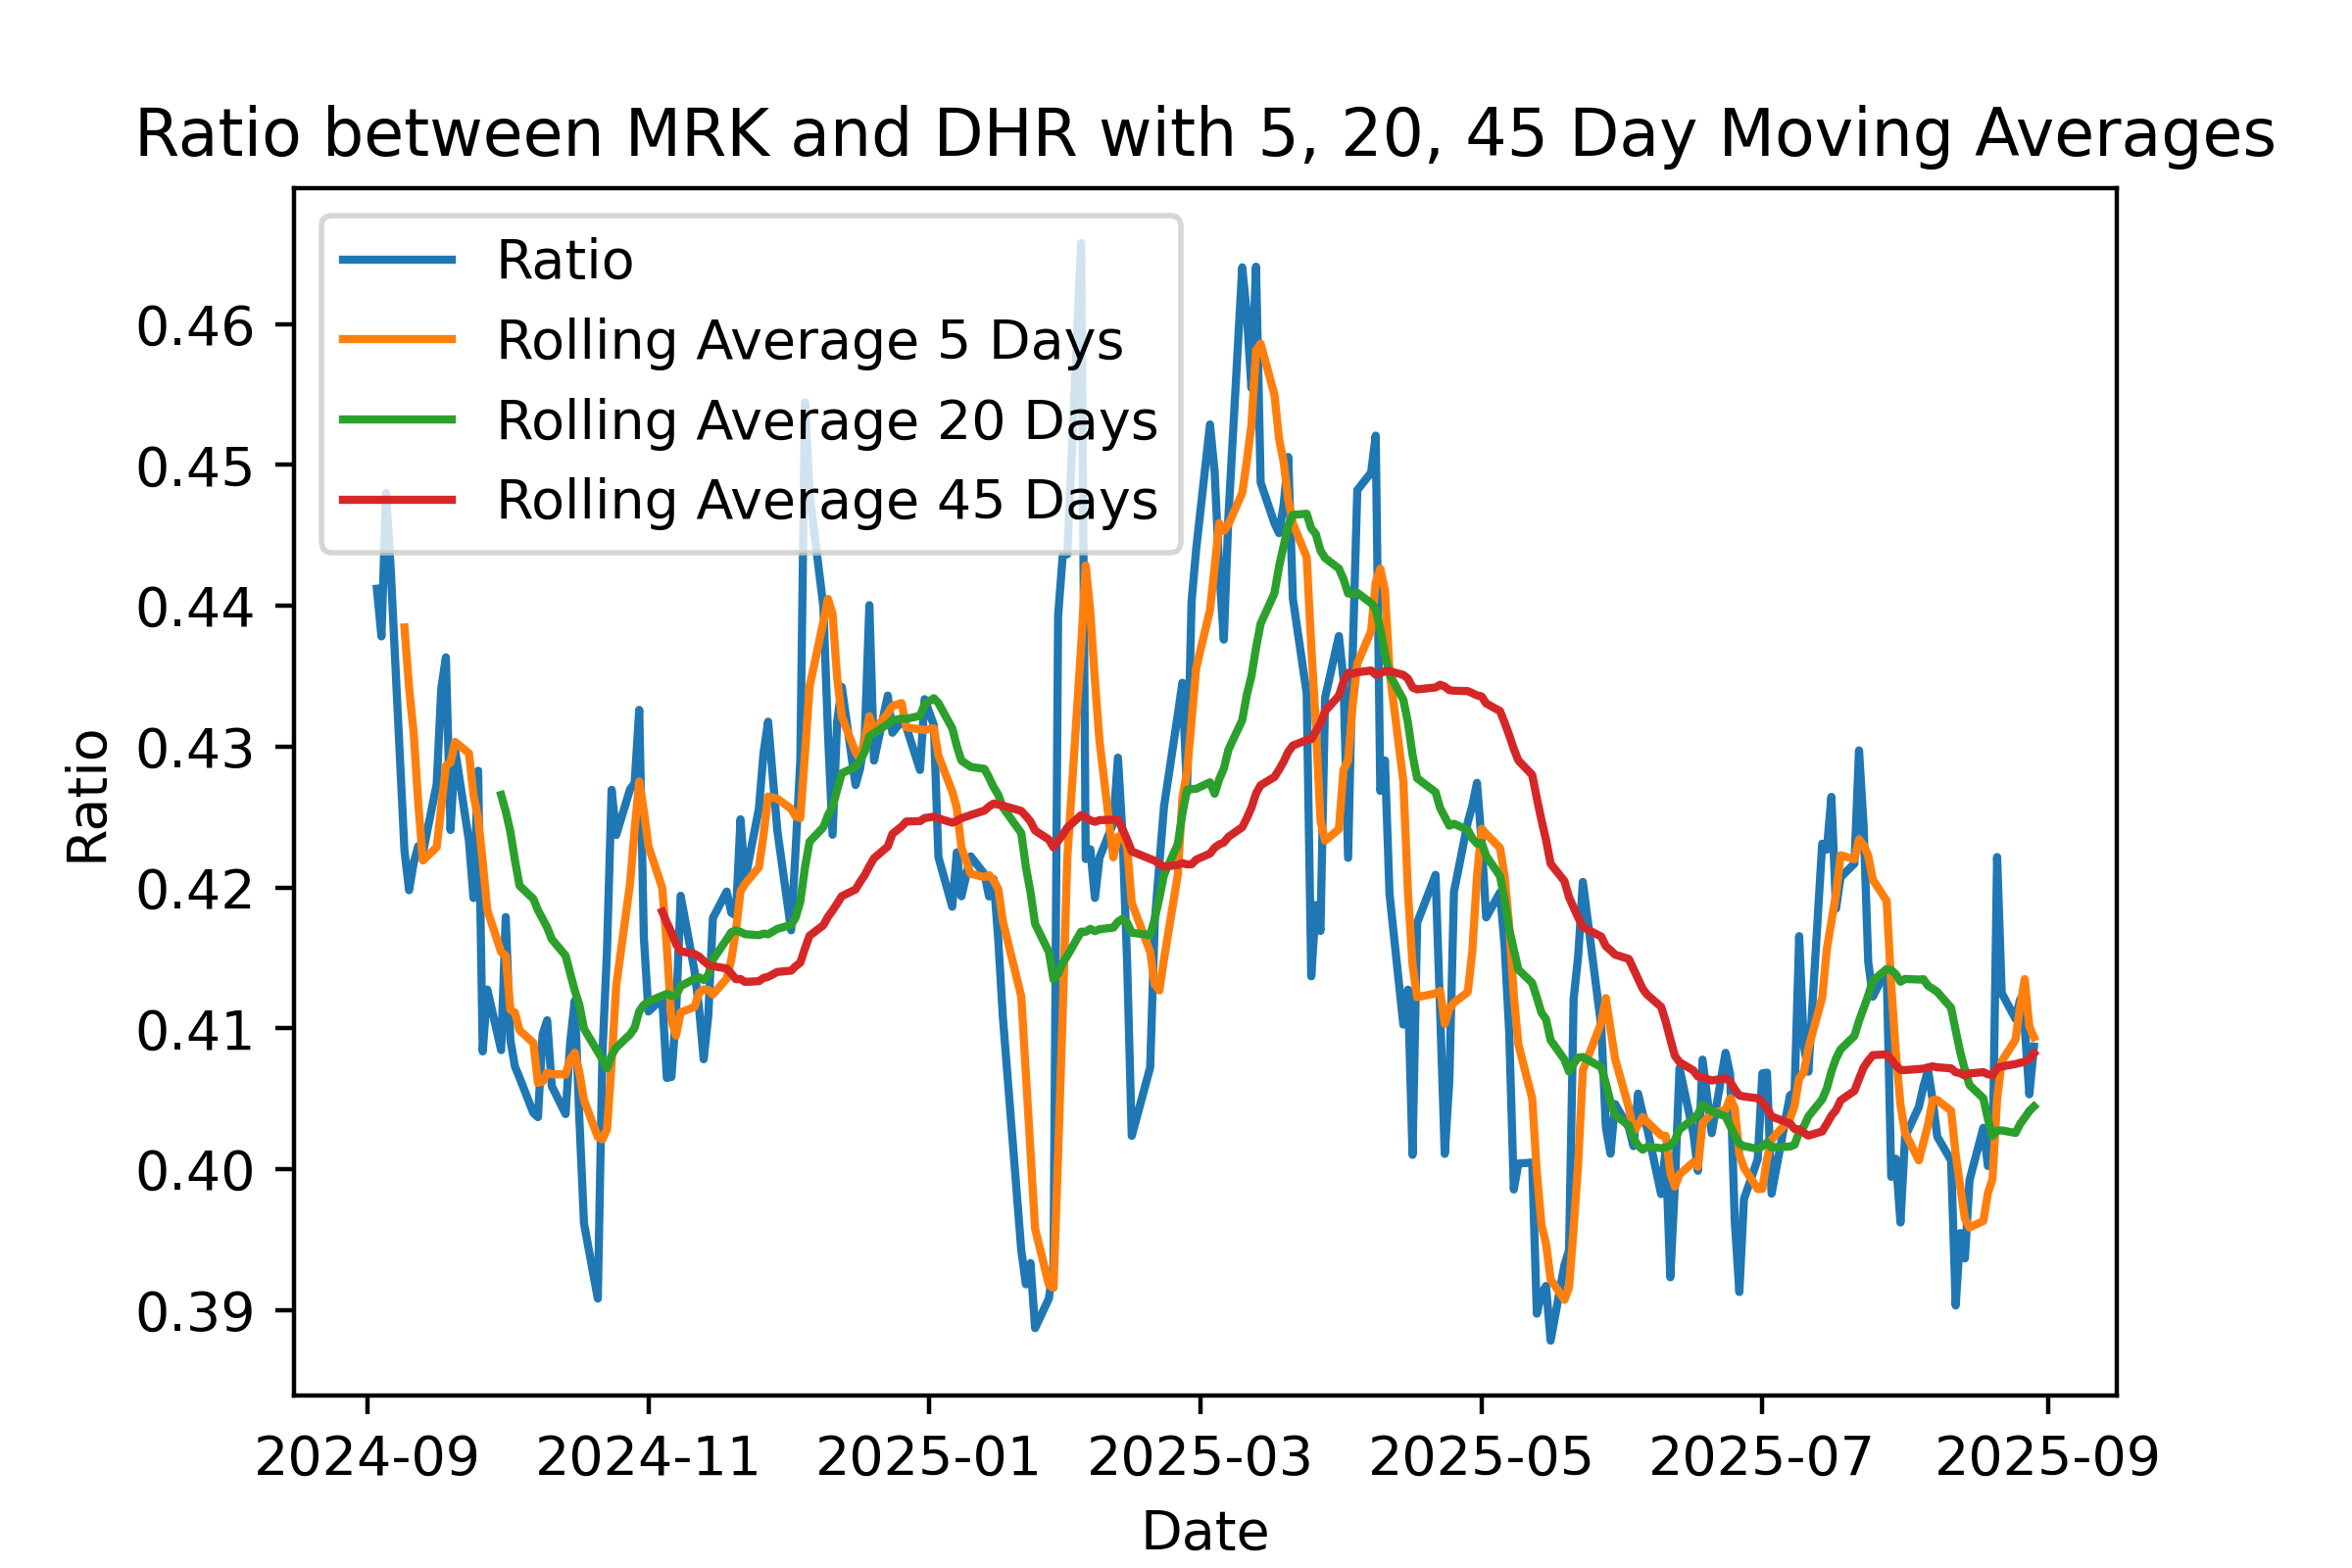 Ratio between MRK and DHR with 5, 20, 45 Day Moving Averages
Ratio
Rolling Average 5 Days
Rolling Average 20 Days
Rolling Average 45 Days
0.46
0.45
0.44
0.43
0.42
0.41
0.40
0.39
Ratio
2024-09 2024-11 2025-01 2025-03 2025-05 2025-07 2025-09
Date